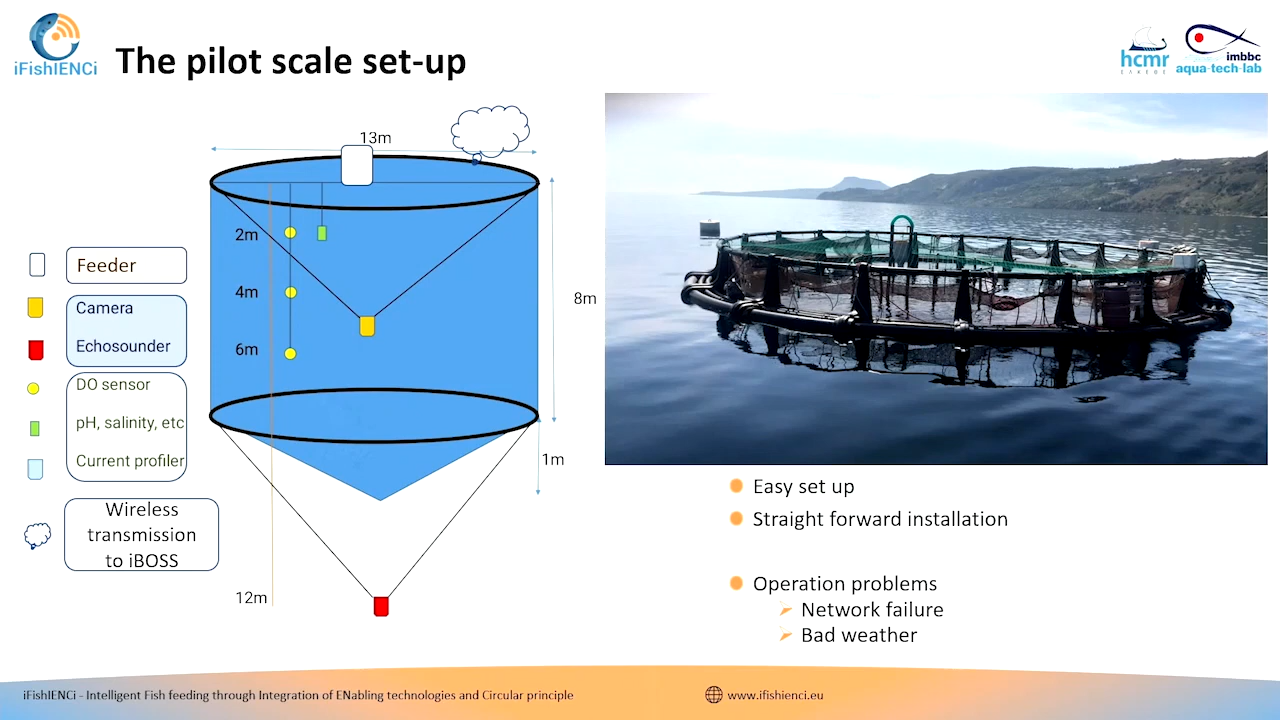 iFishIENCi
The pilot scale set-up
hcmr
ΕΛΚΕΘΕ
imbbc
aqua-tech-lab
13m
2m
4m
6m
8m
1m
12m
Feeder
Camera
Echosounder
DO sensor
pH, salinity, etc
Current profiler
Wireless
transmission
to iBOSS
Easy set up
Straight forward installation
Operation problems
Network failure
Bad weather
iFishIENCi - Intelligent Fish feeding through Integration of ENabling technologies and Circular principle
www.ifishienci.eu